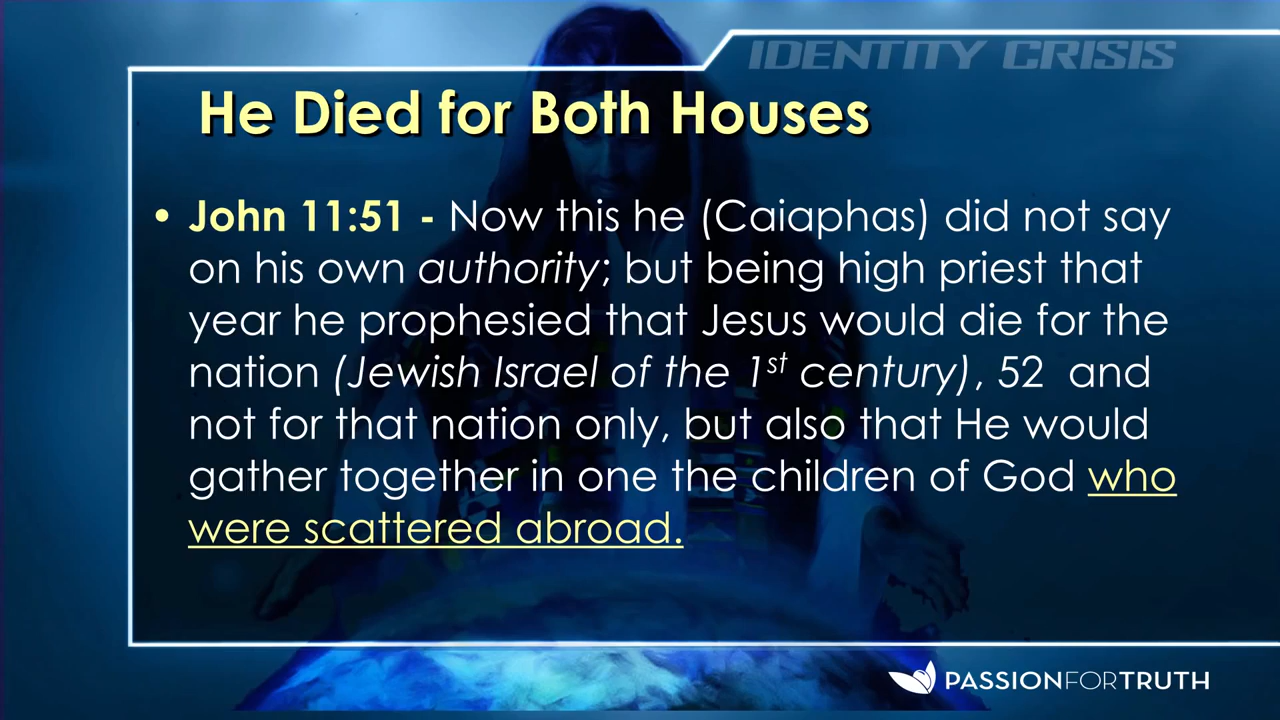 IDENTITY CRISIS
He Died for Both Houses
• John 11:51 - Now this he (Caiaphas) did not say
on his own authority; but being high priest that
year he prophesied that Jesus would die for the
nation (Jewish Israel of the 1st century), 52 and
not for that nation only, but also that He would
gather together in one the children of God who
were scattered abroad.
PASSIONFORTRUTH